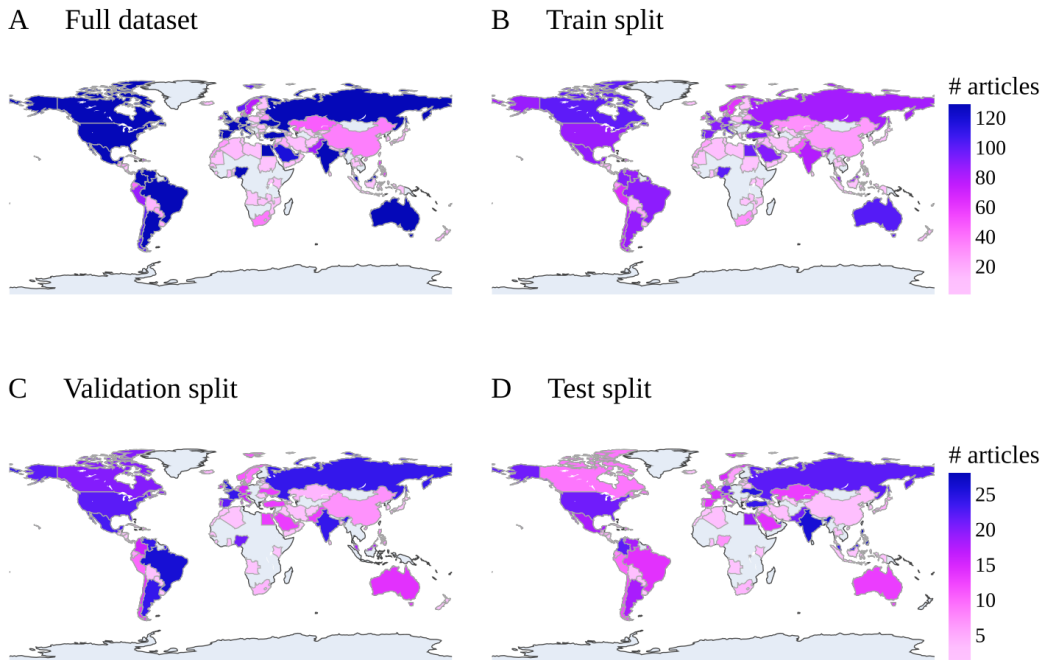 A Full dataset
B Train split
# articles
120
100
80
60
40
20
C Validation split
D Test split
# articles
25
20
15
10
5